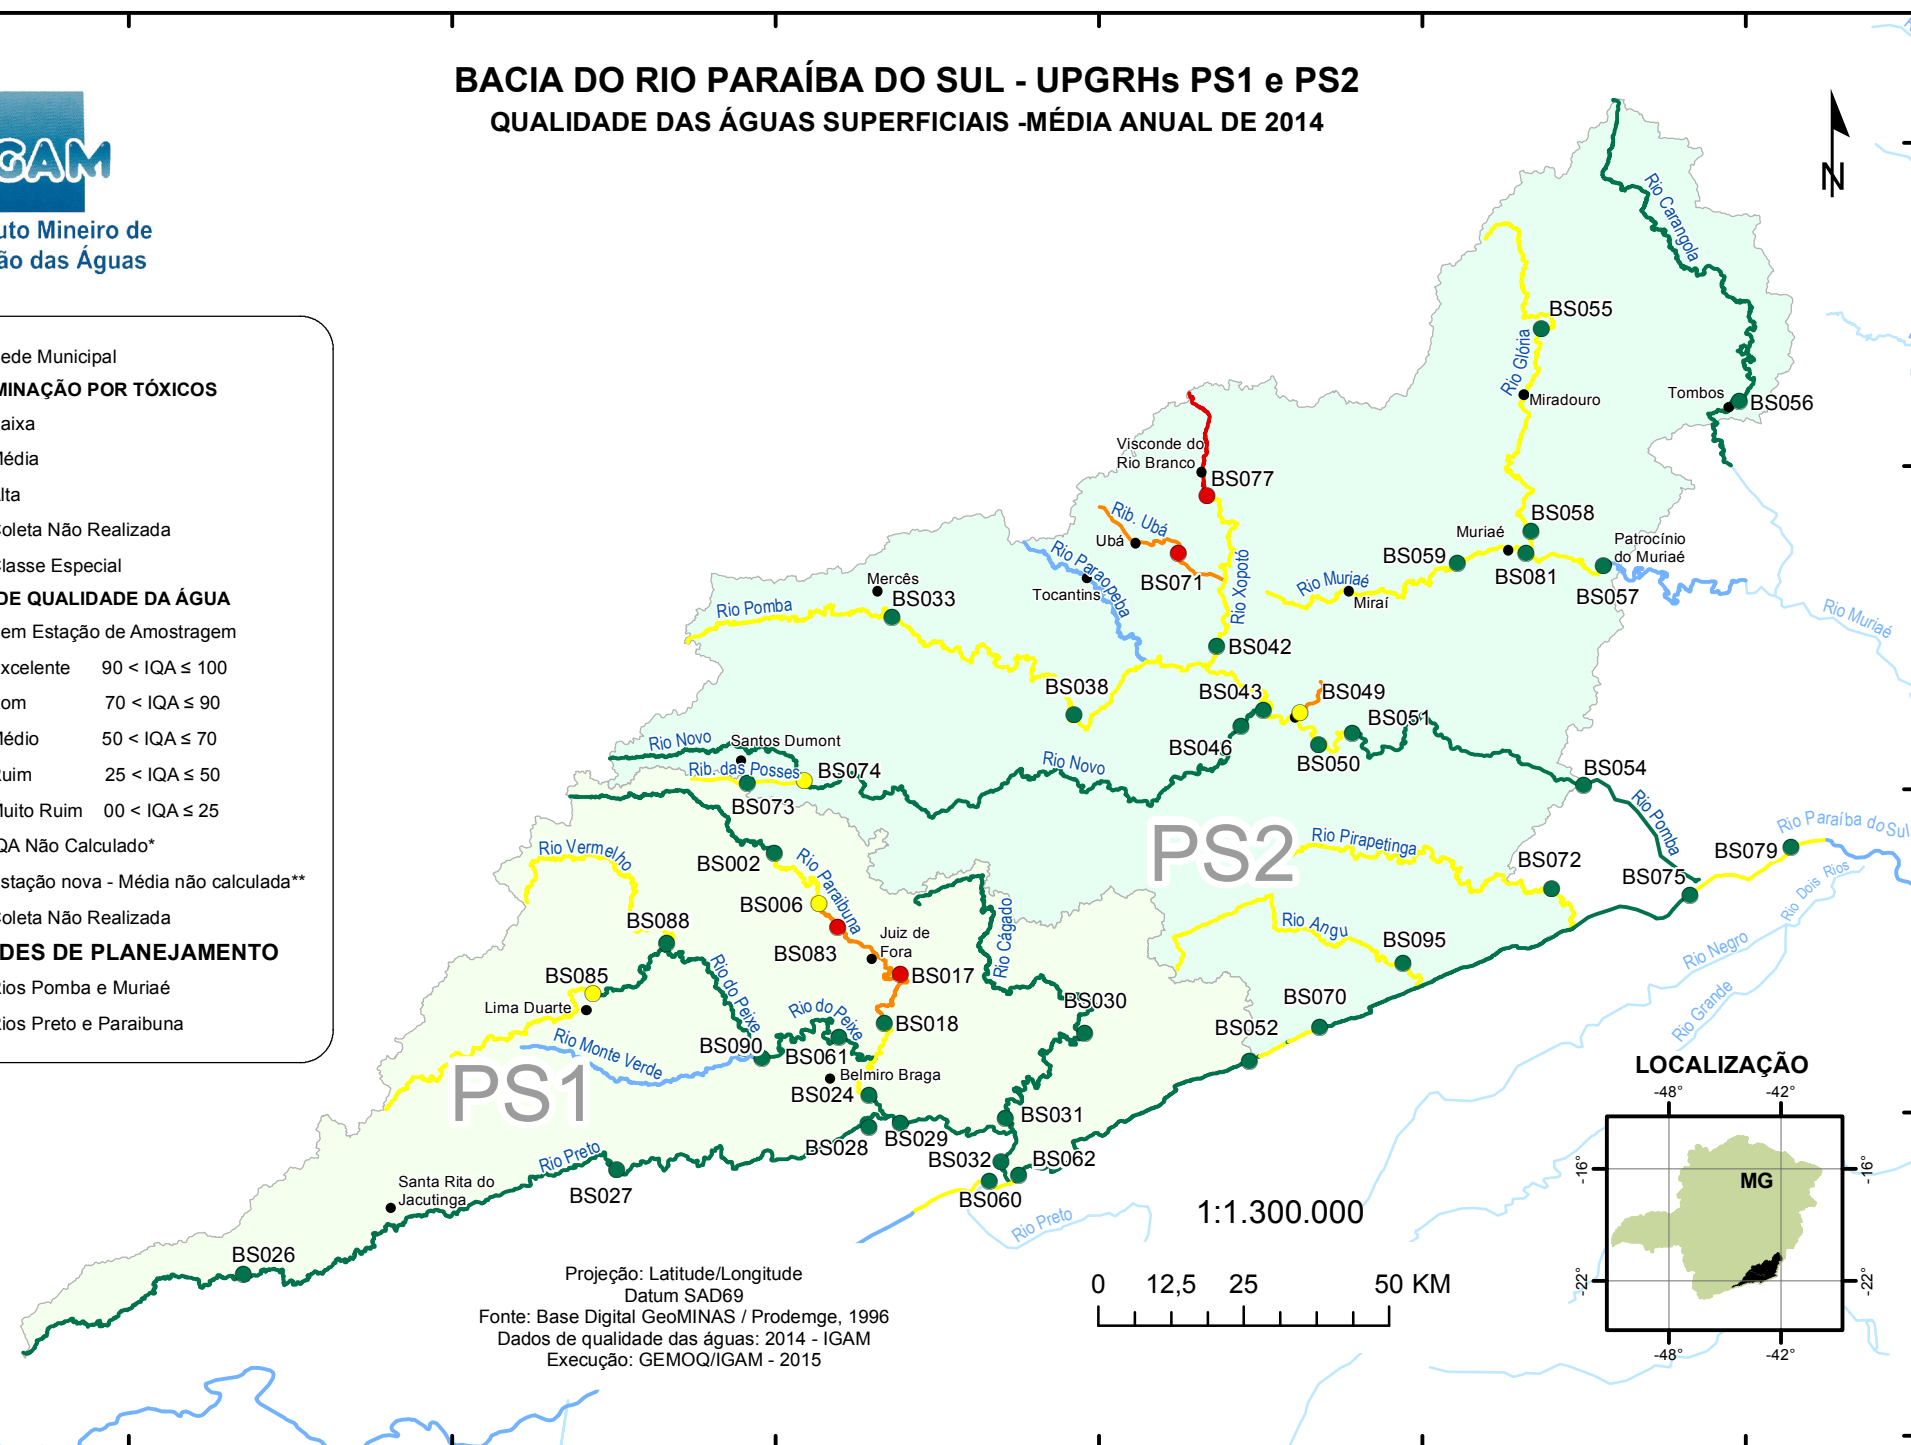 BACIA DO RIO PARAÍBA DO SUL - UPGRHs PS1 e PS2
QUALIDADE DAS ÁGUAS SUPERFICIAIS -MÉDIA ANUAL DE 2014
GAM
uto Mineiro de
ão das Águas
N
ede Municipal
MINAÇÃO POR TÓXICOS
aixa
Média
lta
Coleta Não Realizada
Classe Especial
DE QUALIDADE DA ÁGUA
em Estação de Amostragem
xcelente 90 < IQA ≤ 100
om 70 < IQA ≤ 90
Médio 50 < IQA ≤ 70
Ruim 25 < IQA ≤ 50
Muito Ruim 00 < IQA ≤ 25
QA Não Calculado*
stação nova - Média não calculada**
Coleta Não Realizada
DES DE PLANEJAMENTO
Rios Pomba e Muriaé
Rios Preto e Paraibuna
Rio Carangola
BS055
Rio Glória
Miradouro
Tombos
BS056
Visconde do
Rio Branco
BS077
Rib. Ubá
Ubá
BS071
Rio Paraopeba
Tocantins
Rio Xopotó
BS058
Muriaé
BS059
BS081
Patrocínio
do Muriaé
BS057
Rio Muriaé
Miraí
Rio Muriaé
Mercês
BS033
Rio Pomba
BS042
BS038
BS043
BS049
BS046
BS051
BS050
Rio Novo
Santos Dumont
Rib. das Posses
BS074
BS073
Rio Novo
BS054
Rio Pomba
PS2
Rio Pirapetinga
BS072
BS075
BS079
Rio Paraíba do Sul
Rio Dois Rios
Rio Negro
Rio Grande
Rio Vermelho
BS002
Rio Paraibuna
BS006
BS083
Juiz de
Fora
BS017
Rio Cágado
Rio Angu
BS095
BS088
BS085
Lima Duarte
Rio do Peixe
Rio do Peixe
BS018
BS030
BS070
BS052
BS090
BS061
Rio Monte Verde
Belmiro Braga
BS024
PS1
BS031
BS029
BS028
BS032
BS062
BS060
Rio Preto
Rio Preto
BS027
Santa Rita do
Jacutinga
BS026
1:1.300.000
0 12,5 25 50 KM
Projeção: Latitude/Longitude
Datum SAD69
Fonte: Base Digital GeoMINAS / Prodemge, 1996
Dados de qualidade das águas: 2014 - IGAM
Execução: GEMOQ/IGAM - 2015
LOCALIZAÇÃO
-48° -42°
-16° -16°
MG
-22° -22°
-48° -42°